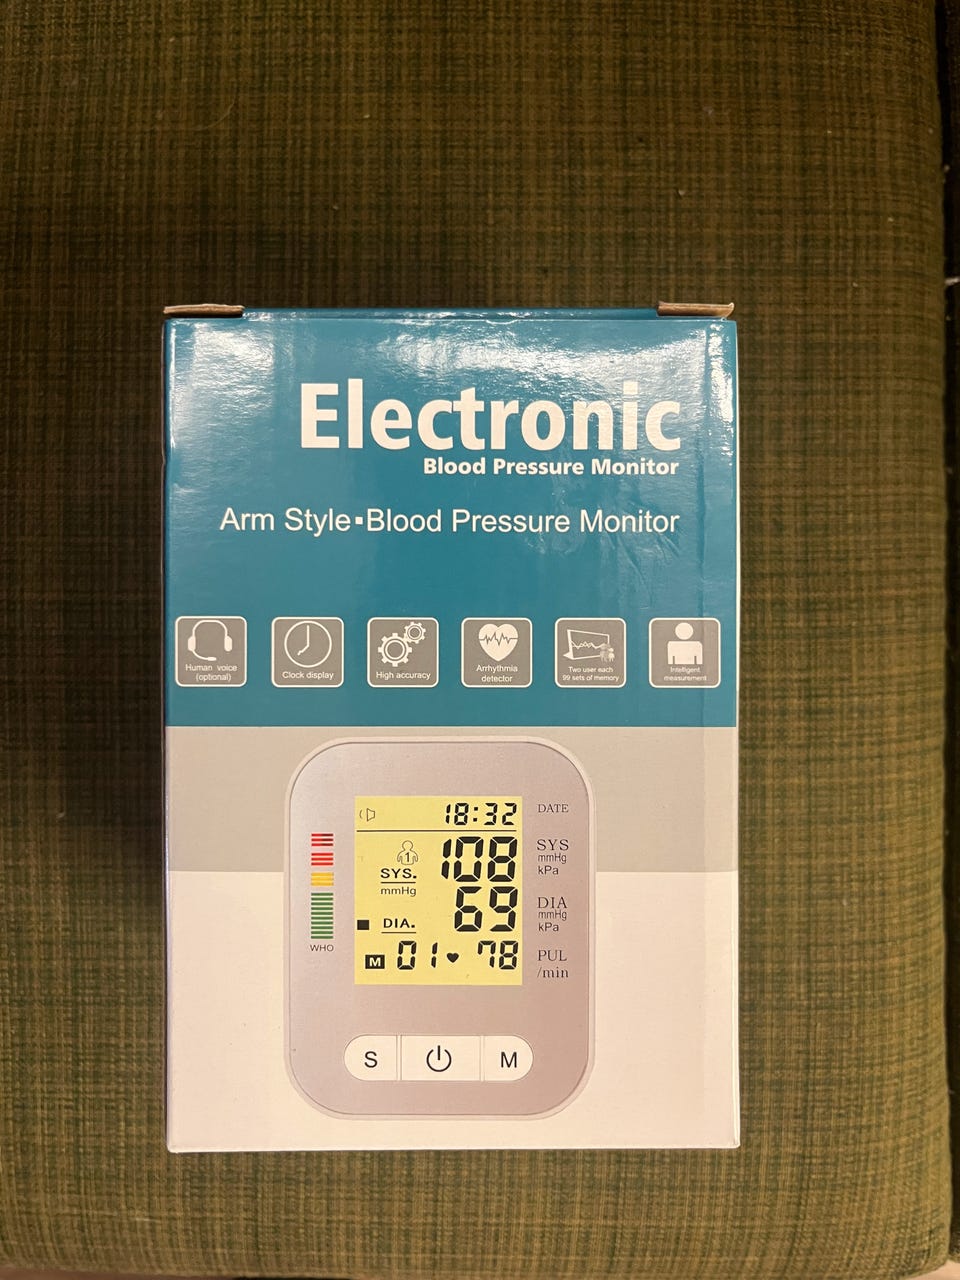 Electronic
Blood Pressure Monitor
Arm Style▪Blood Pressure Monitor
Human voice
(optional)
Clock display
High accuracy
Arrhythmia
detector
Two user each
99 sets of memory
Intelligent
measurement
18:32
DATE
1
SYS.
mmHg
108
SYS
mmHg
kPa
DIA.
69
DIA
mmHg
kPa
M 01 78
PUL
/min
WHO
S M